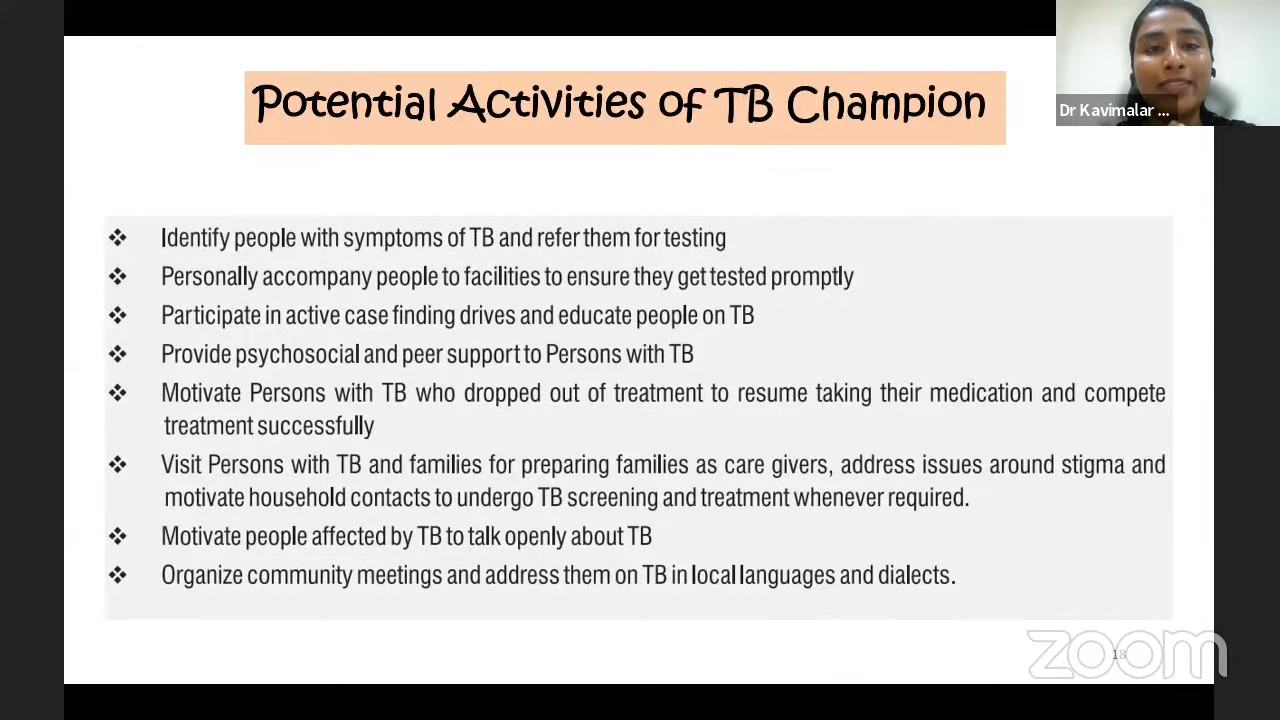 Potential Activities of TB Champion
Dr Kavimalar ...
❖ Identify people with symptoms of TB and refer them for testing
❖ Personally accompany people to facilities to ensure they get tested promptly
❖ Participate in active case finding drives and educate people on TB
❖ Provide psychosocial and peer support to Persons with TB
❖ Motivate Persons with TB who dropped out of treatment to resume taking their medication and compete
treatment successfully
❖ Visit Persons with TB and families for preparing families as care givers, address issues around stigma and
motivate household contacts to undergo TB screening and treatment whenever required.
❖ Motivate people affected by TB to talk openly about TB
❖ Organize community meetings and address them on TB in local languages and dialects.
zoom
18